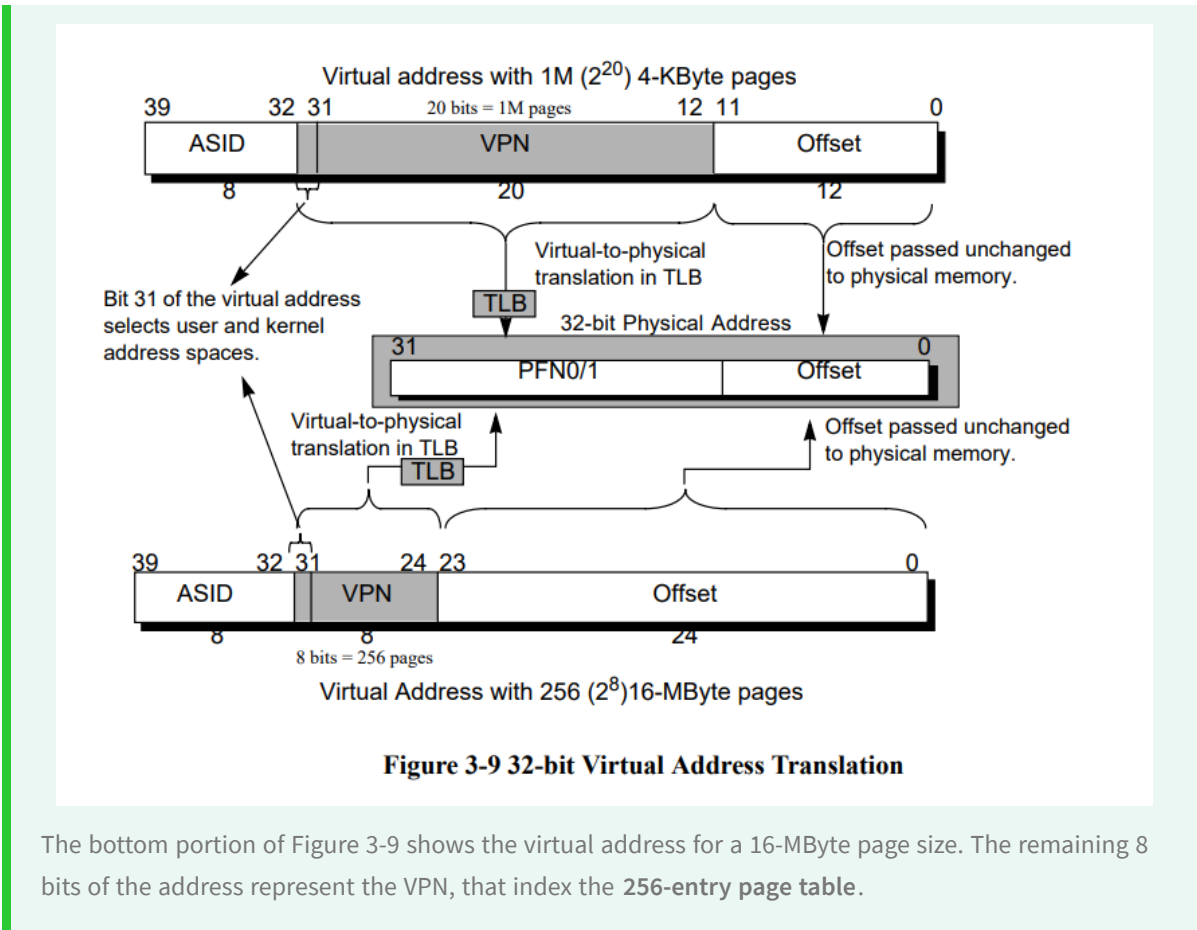 Virtual address with 1M (2^20) 4-KByte pages
39 32 31 20 bits = 1M pages 12 11 0
ASID VPN Offset
8 20 12
Virtual-to-physical
translation in TLB
Offset passed unchanged
to physical memory.
Bit 31 of the virtual address
selects user and kernel
address spaces.
TLB
32-bit Physical Address
31 0
PFN0/1 Offset
Virtual-to-physical
translation in TLB
TLB
Offset passed unchanged
to physical memory.
39 32 31 24 23 0
ASID VPN Offset
8 8 24
8 bits = 256 pages
Virtual Address with 256 (2^8)16-MByte pages
Figure 3-9 32-bit Virtual Address Translation
The bottom portion of Figure 3-9 shows the virtual address for a 16-MByte page size. The remaining 8
bits of the address represent the VPN, that index the 256-entry page table.